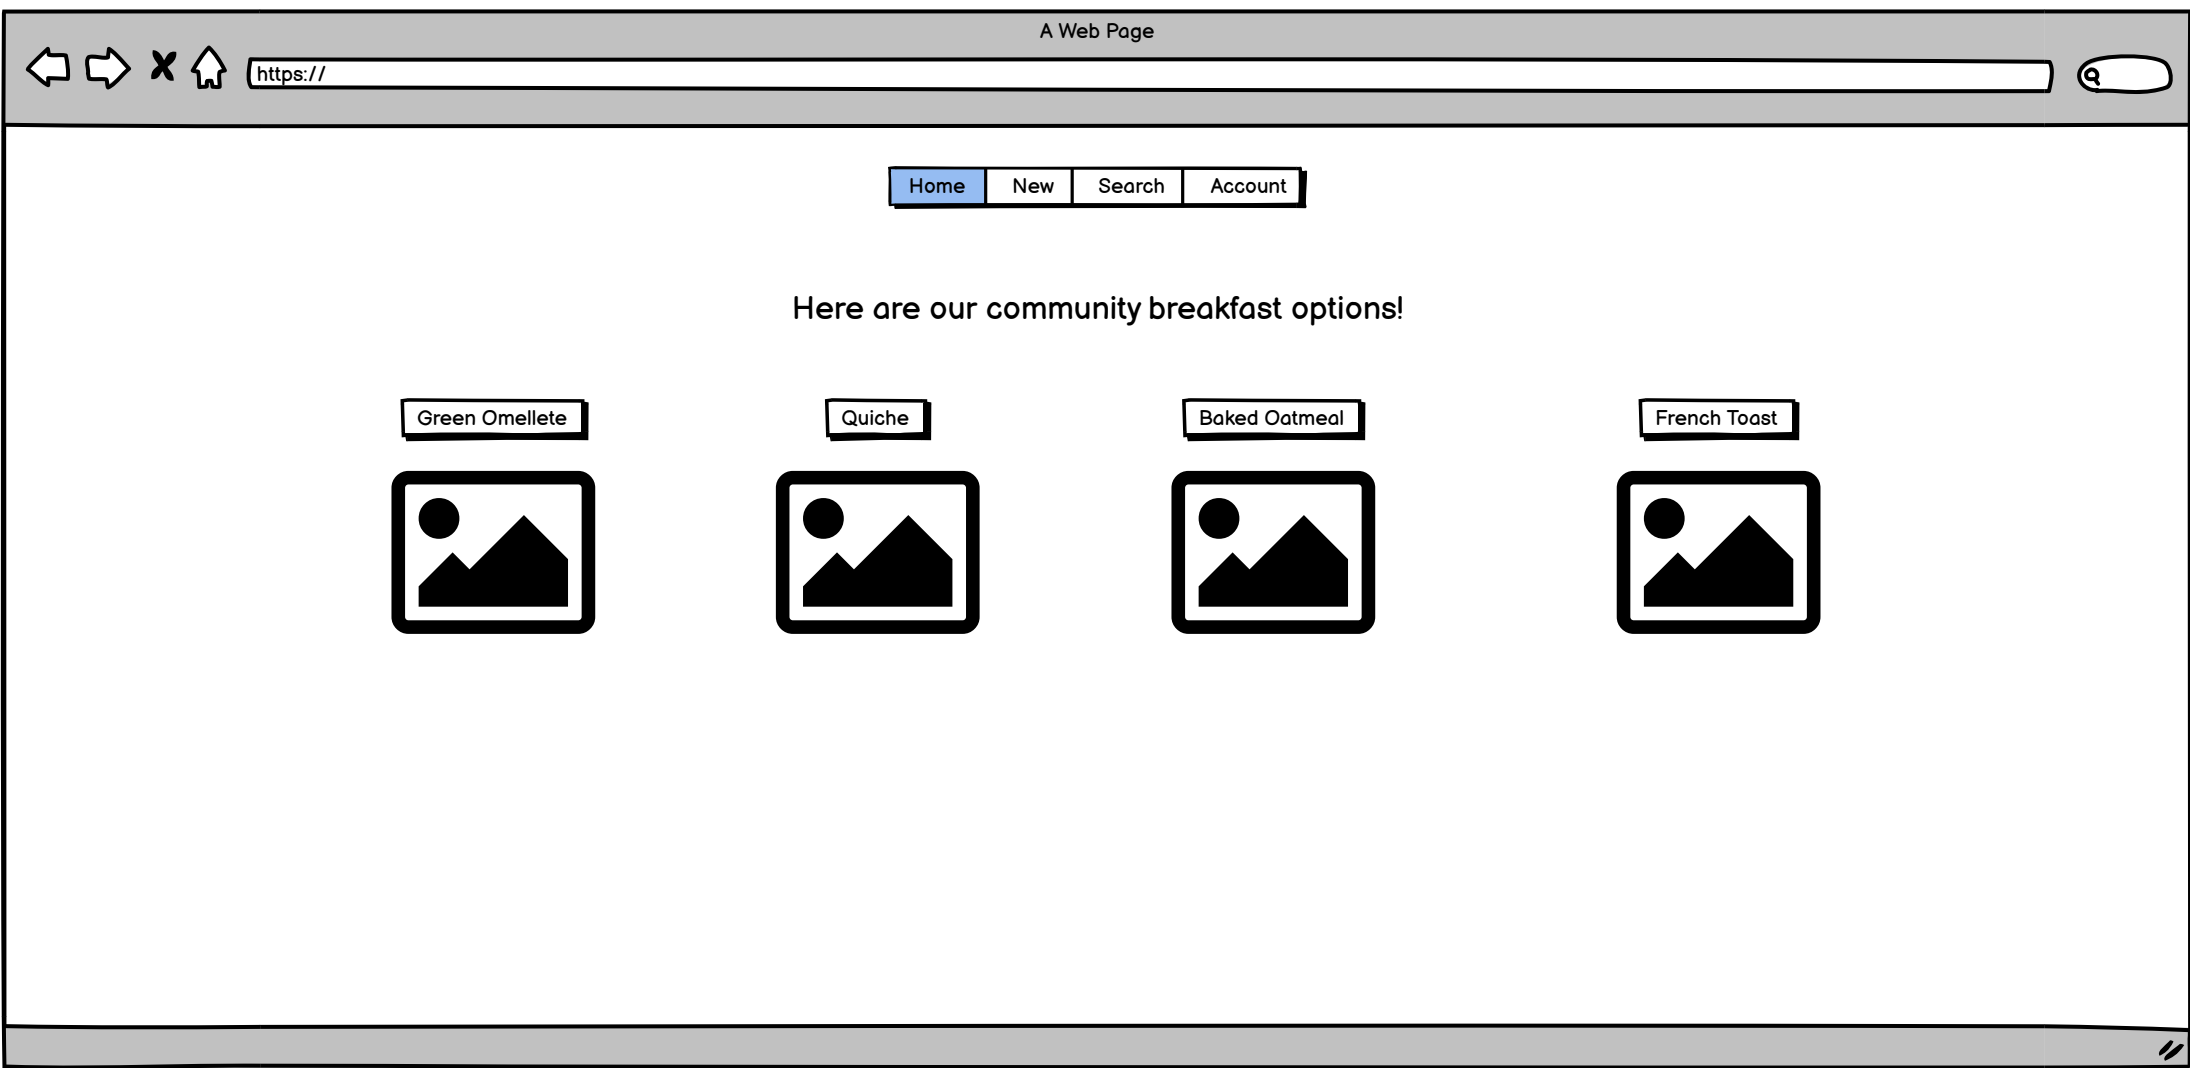 A Web Page
https://
Home New Search Account
Here are our community breakfast options!
Green Omellete Quiche Baked Oatmeal French Toast